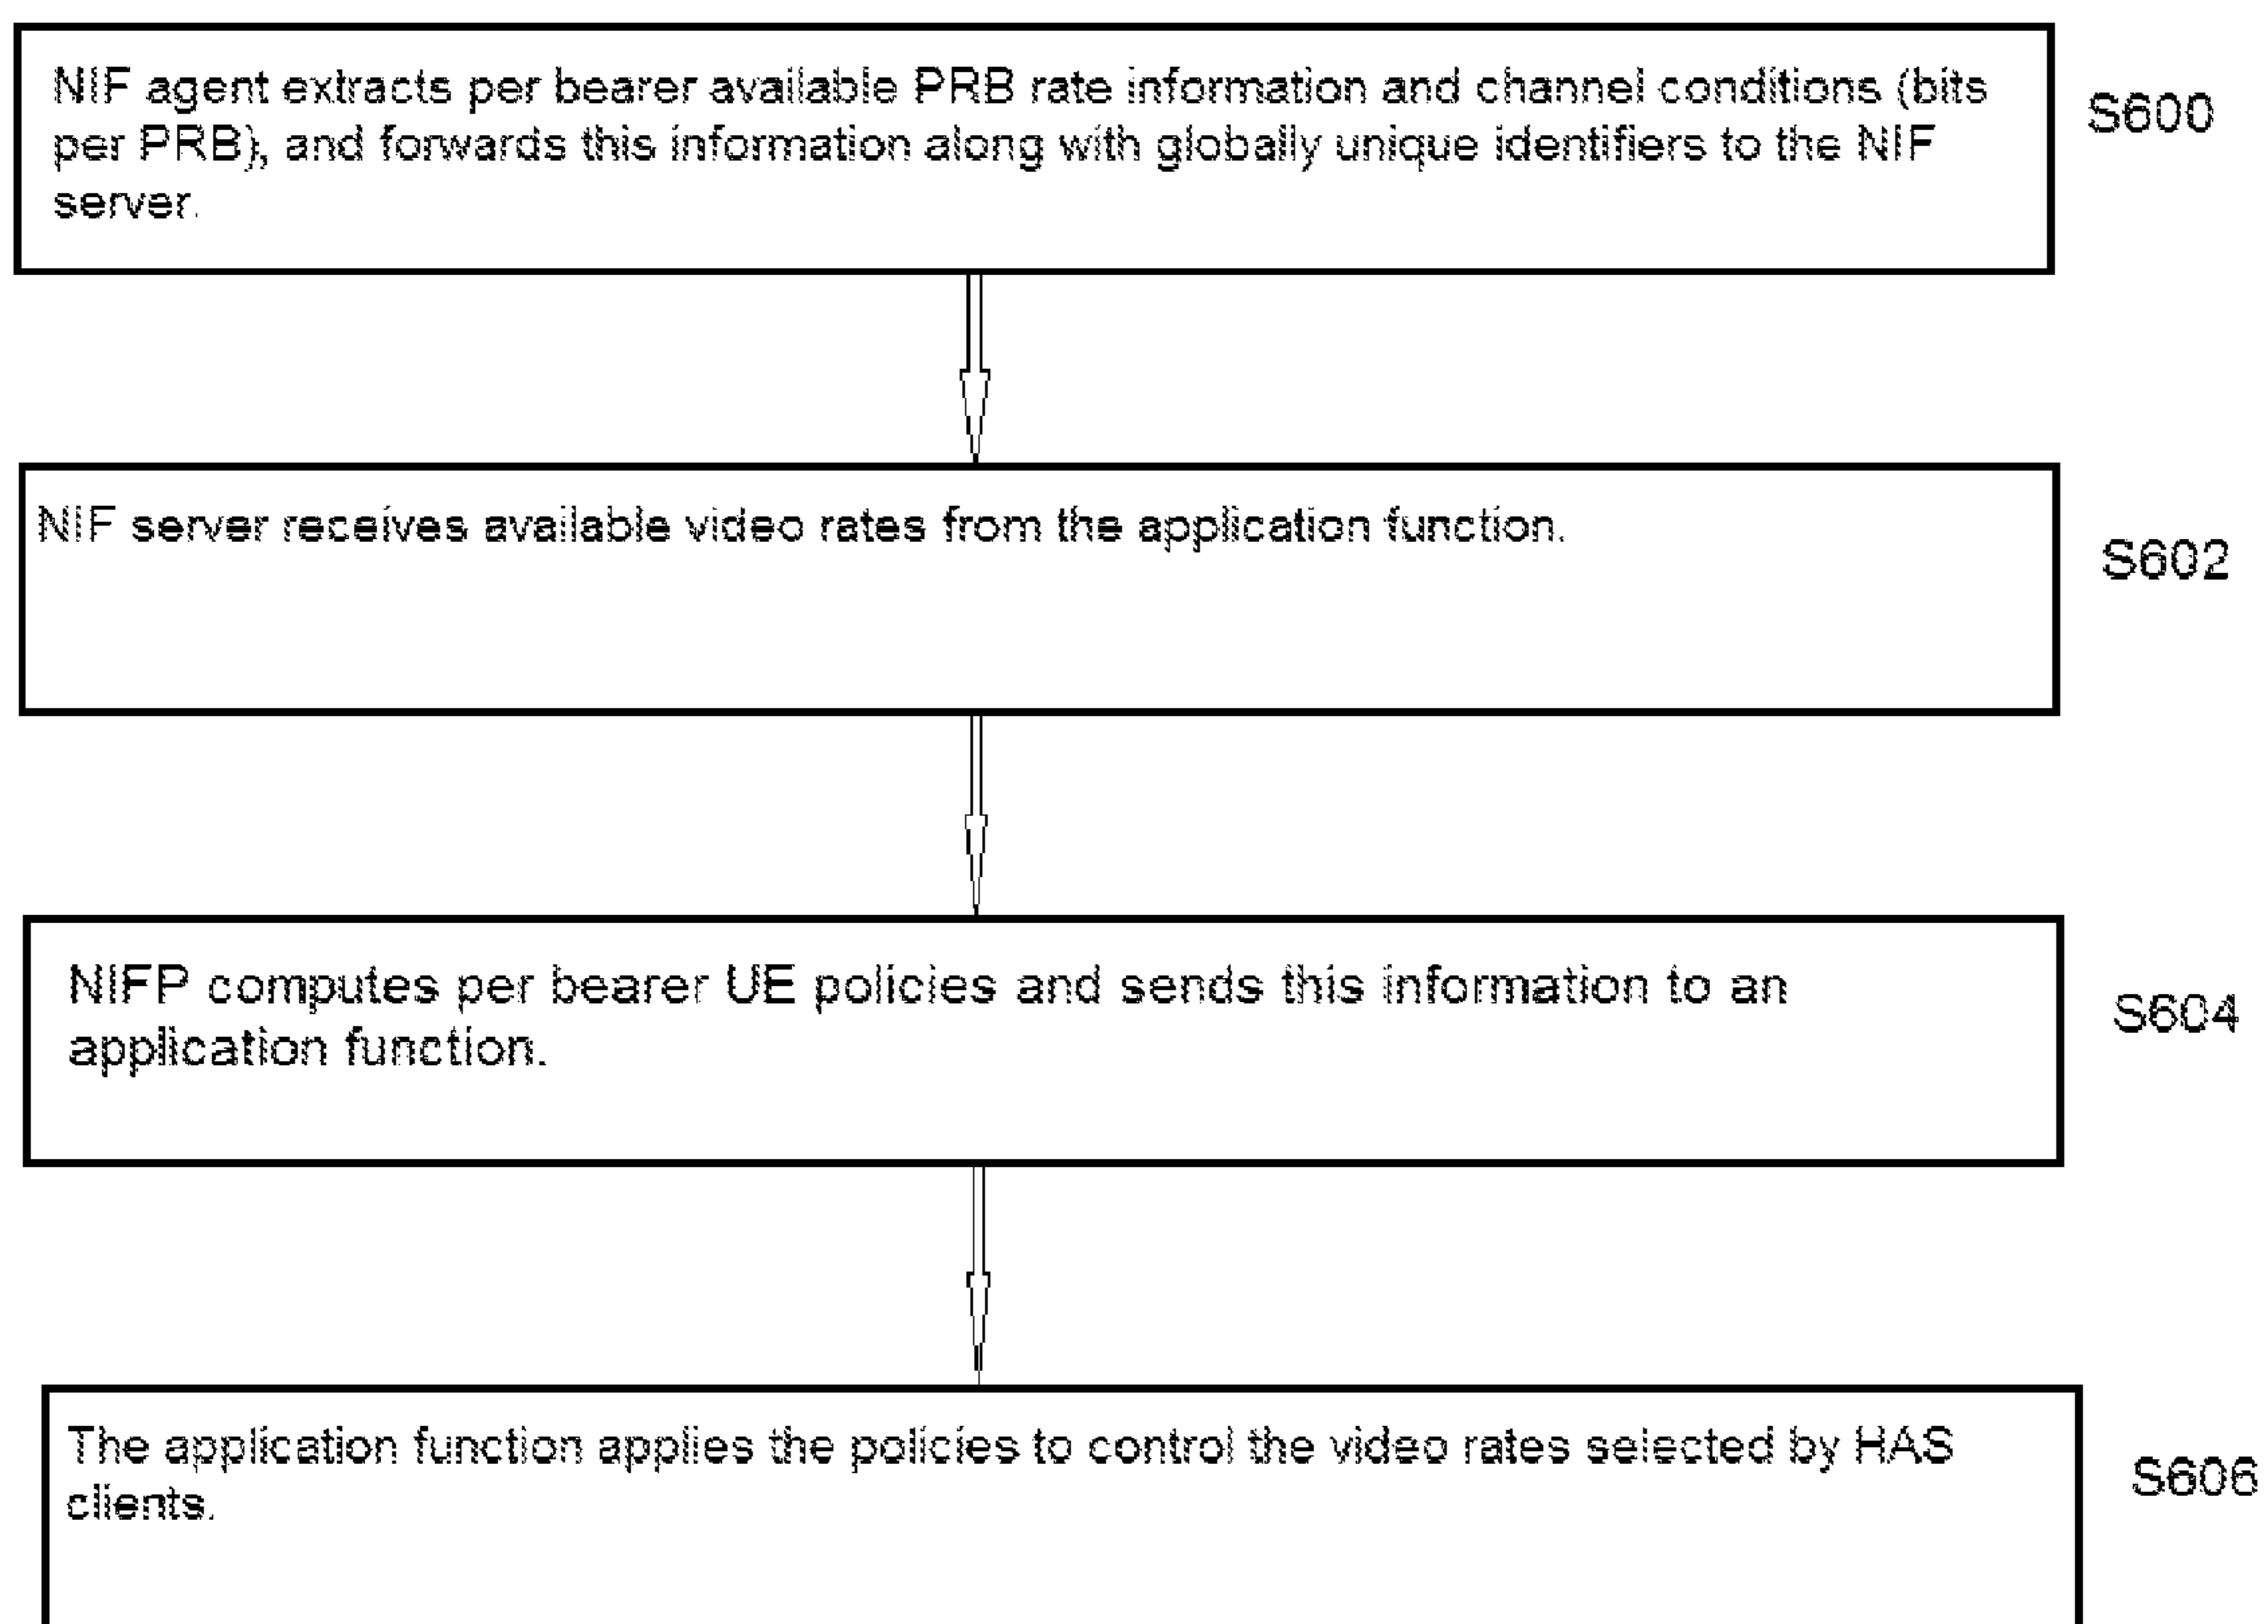 NIF agent extracts per bearer available PRB rate information and channel conditions (bits
per PRB), and forwards this information along with globally unique identifiers to the NIF
server.
S600
NIF server receives available video rates from the application function.
S602
NIFP computes per bearer UE policies and sends this information to an
application function.
S604
The application function applies the policies to control the video rates selected by HAS
clients.
S606